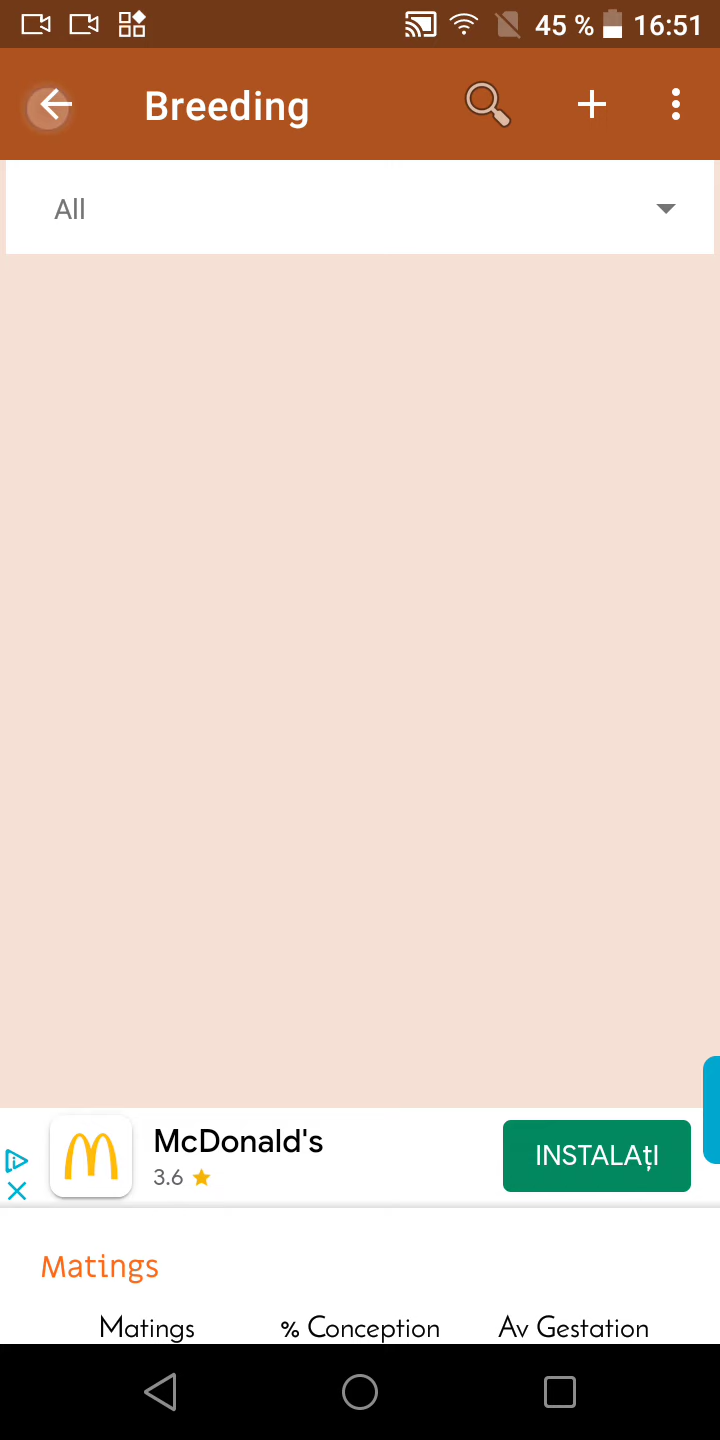 45 % 16:51
Breeding
All
McDonald's
3.6
INSTALAțI
Matings
Matings % Conception Av Gestation